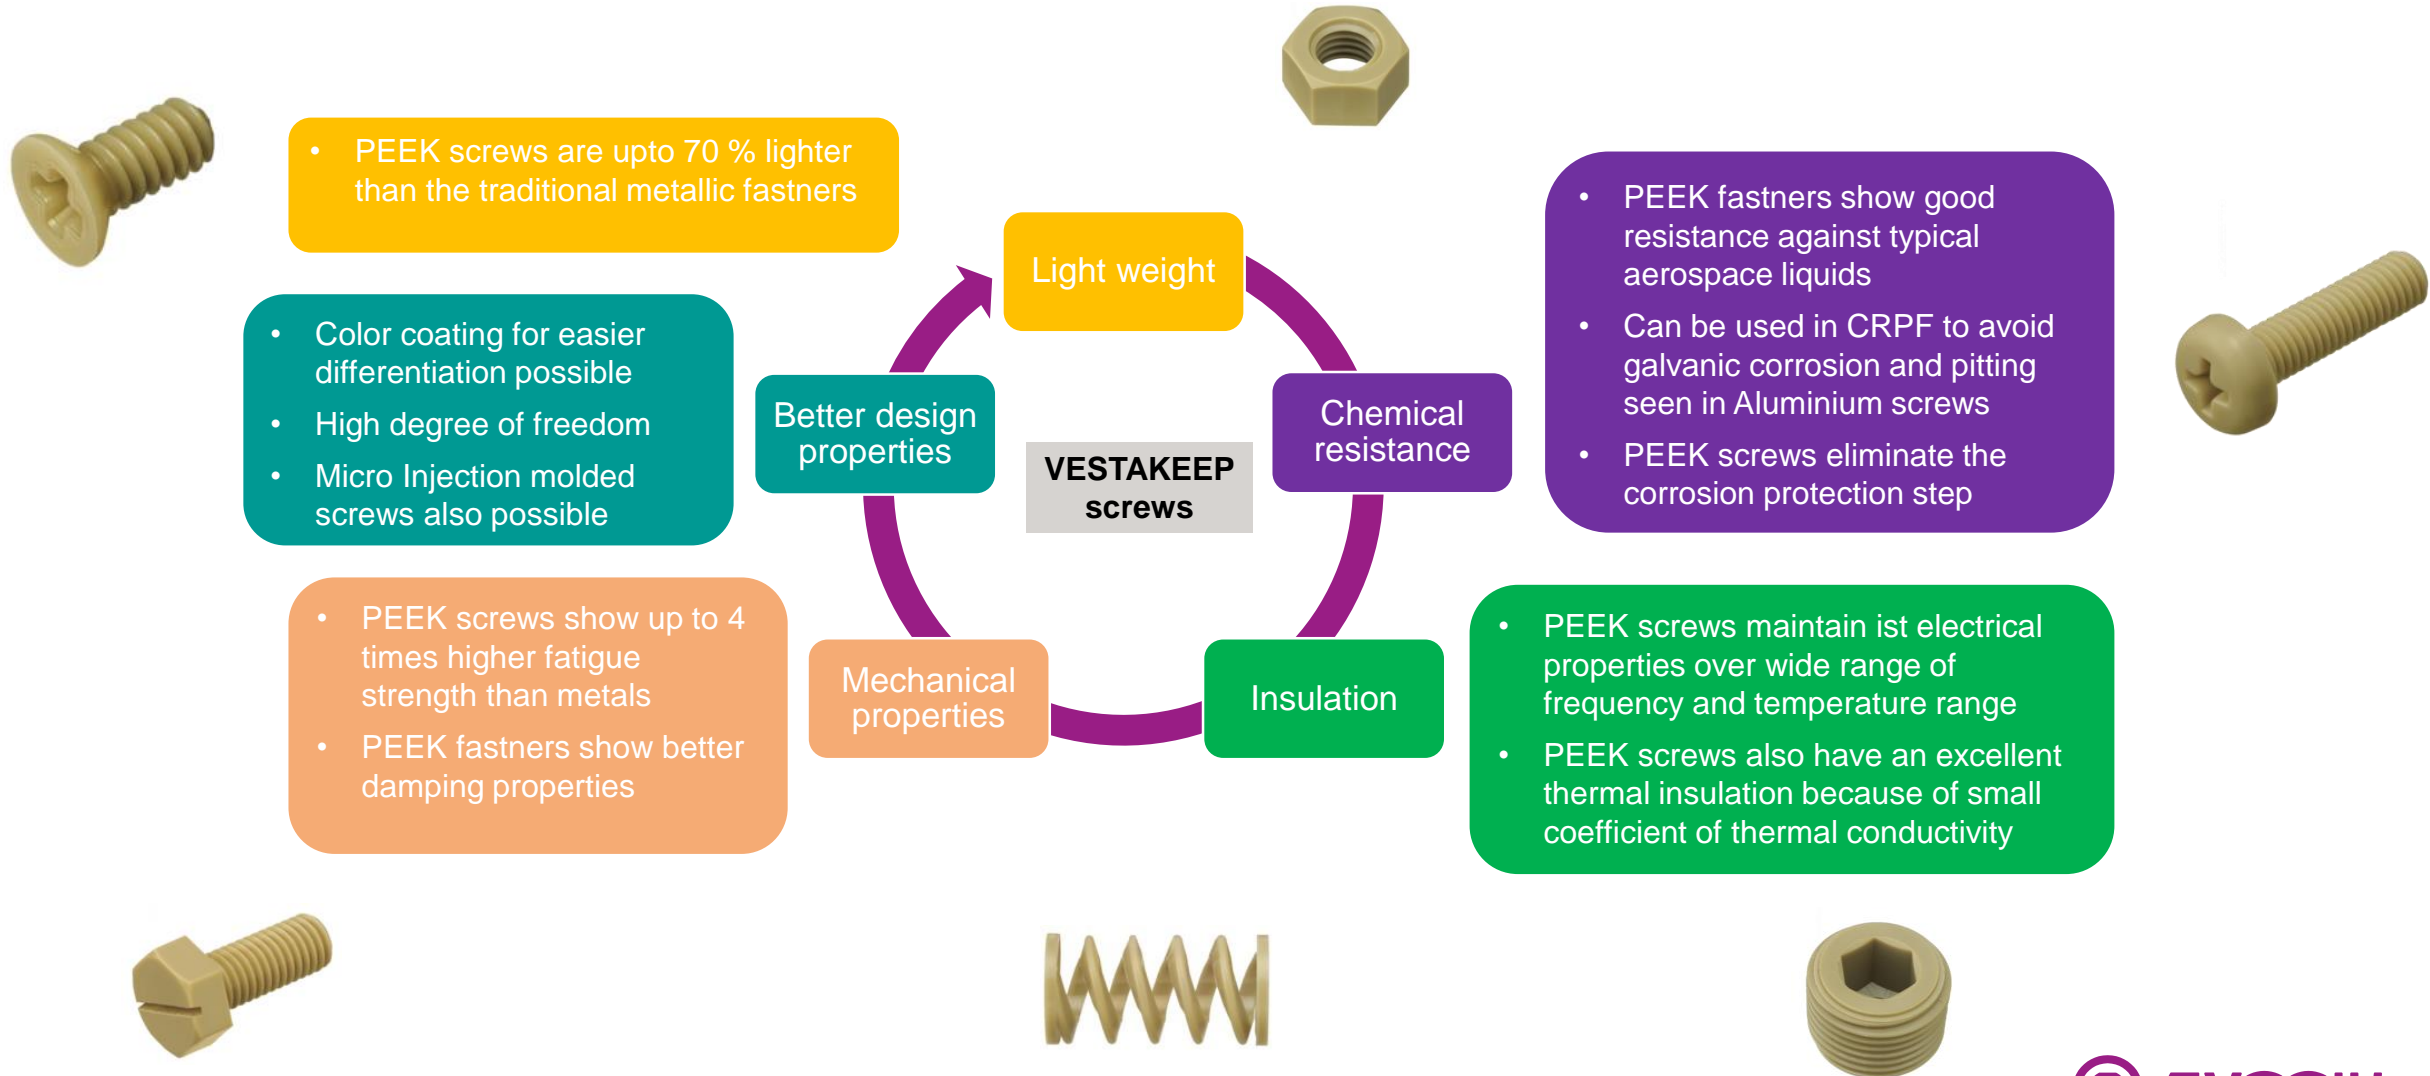 • PEEK screws are upto 70 % lighter
than the traditional metallic fastners
Light weight
• PEEK fastners show good
resistance against typical
aerospace liquids
• Can be used in CRPF to avoid
galvanic corrosion and pitting
seen in Aluminium screws
• PEEK screws eliminate the
corrosion protection step
• Color coating for easier
differentiation possible
• High degree of freedom
• Micro Injection molded
screws also possible
Better design
properties
Chemical
resistance
VESTAKEEP
screws
• PEEK screws show up to 4
times higher fatigue
strength than metals
• PEEK fastners show better
damping properties
Mechanical
properties
Insulation
• PEEK screws maintain ist electrical
properties over wide range of
frequency and temperature range
• PEEK screws also have an excellent
thermal insulation because of small
coefficient of thermal conductivity